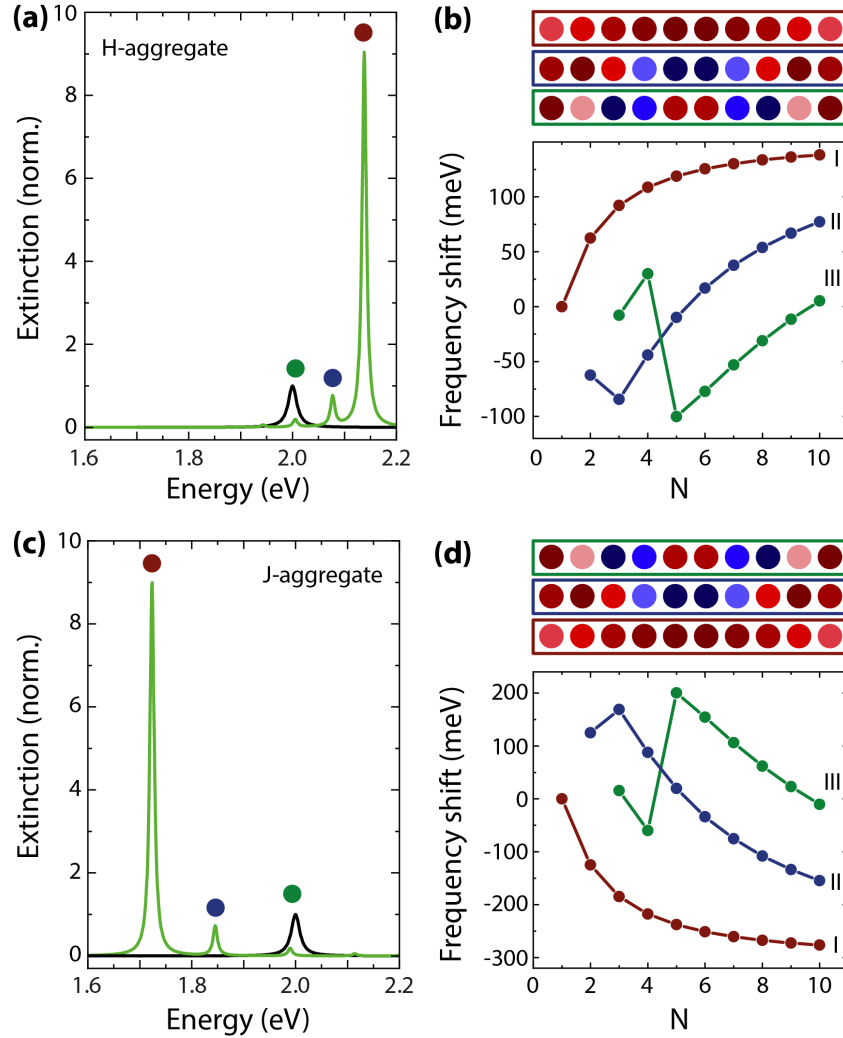 (a)
H-aggregate
Extinction (norm.)
10
8
6
4
2
0
1.6
1.8
2.0
2.2
Energy (eV)
(b)
Frequency shift (meV)
100
50
0
-50
-100
I
II
III
0
2
4
6
8
10
N
(c)
J-aggregate
Extinction (norm.)
10
8
6
4
2
0
1.6
1.8
2.0
2.2
Energy (eV)
(d)
Frequency shift (meV)
200
100
0
-100
-200
-300
III
II
I
0
2
4
6
8
10
N